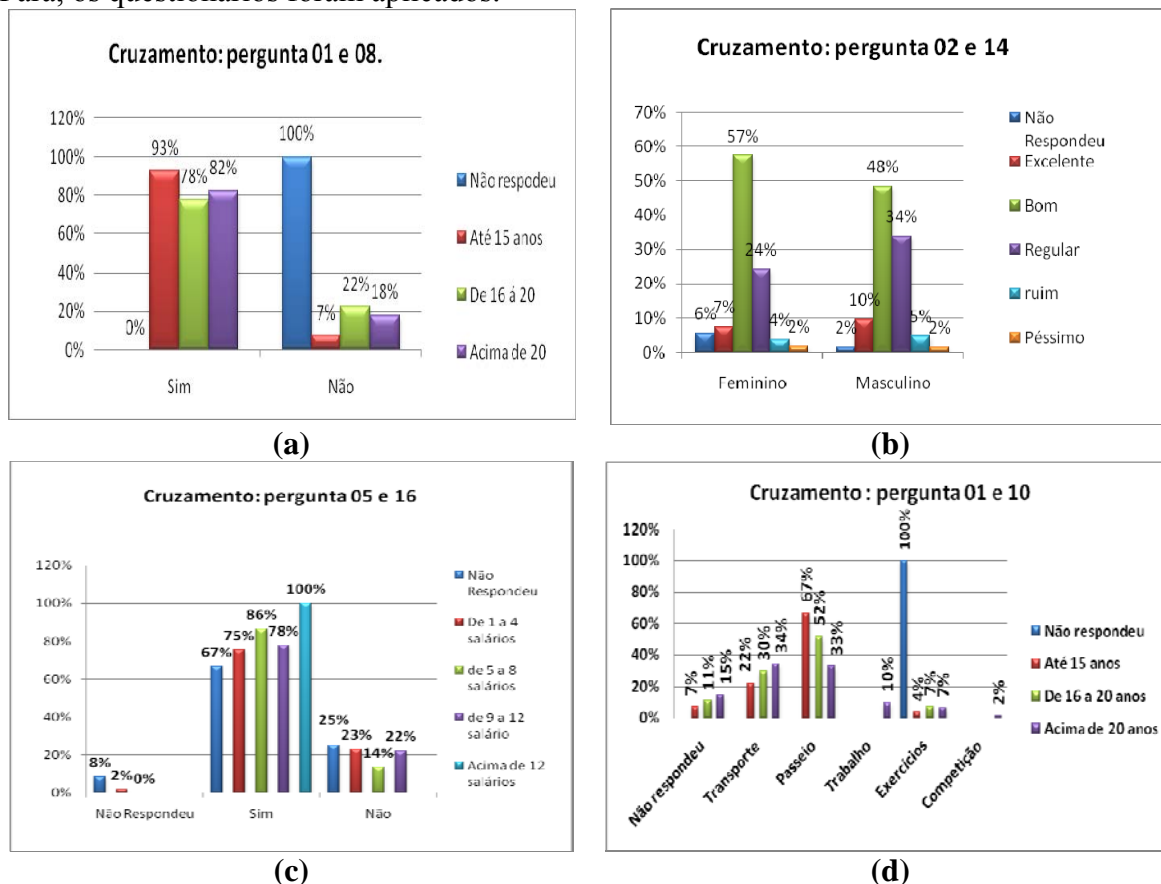 Pará, os questionários foram aplicados.
Cruzamento: pergunta 01 e 08.
120%
100%
80%
60%
40%
20%
0%
0%
93%
78%
82%
100%
7%
22%
18%
Sim
Não
Não respodeu
Até 15 anos
De 16 á 20
Acima de 20
(a)
Cruzamento: pergunta 02 e 14
70%
60%
50%
40%
30%
20%
10%
0%
6%
7%
57%
24%
4%
2%
2%
10%
48%
34%
5%
2%
Feminino
Masculino
Não
Respondeu
Excelente
Bom
Regular
ruim
Péssimo
(b)
Cruzamento: pergunta 05 e 16
120%
100%
80%
60%
40%
20%
0%
8%
2%
0%
67%
75%
86%
78%
100%
25%
23%
14%
22%
Não Respondeu
Sim
Não
Não
Respondeu
De 1 a 4
salários
de 5 a 8
salários
de 9 a 12
salário
Acima de 12
salários
(c)
Cruzamento : pergunta 01 e 10
120%
100%
80%
60%
40%
20%
0%
7%
11%
15%
22%
30%
34%
67%
52%
33%
10%
100%
4%
7%
7%
2%
Não respondeu
Transporte
Passeio
Trabalho
Exercícios
Competição
Não respondeu
Até 15 anos
De 16 a 20 anos
Acima de 20 anos
(d)